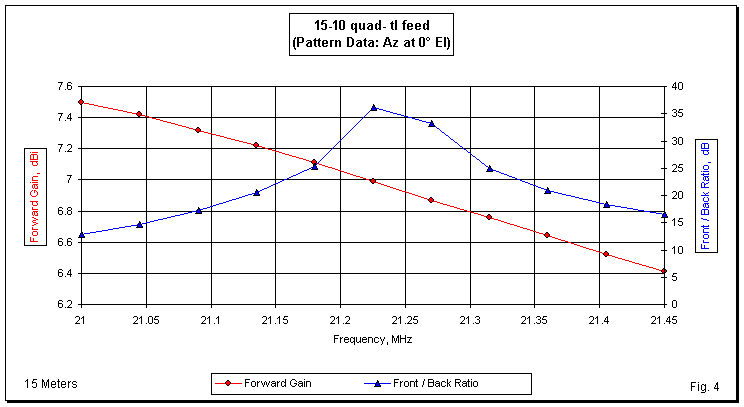 15-10 quad- tl feed
(Pattern Data: Az at 0° El)
7.6
7.4
7.2
7
6.8
6.6
6.4
6.2
Forward Gain, dBi
40
35
30
25
20
15
10
5
0
Front / Back Ratio, dB
21 21.05 21.1 21.15 21.2 21.25 21.3 21.35 21.4 21.45
Frequency, MHz
15 Meters
Forward Gain Front / Back Ratio
Fig. 4